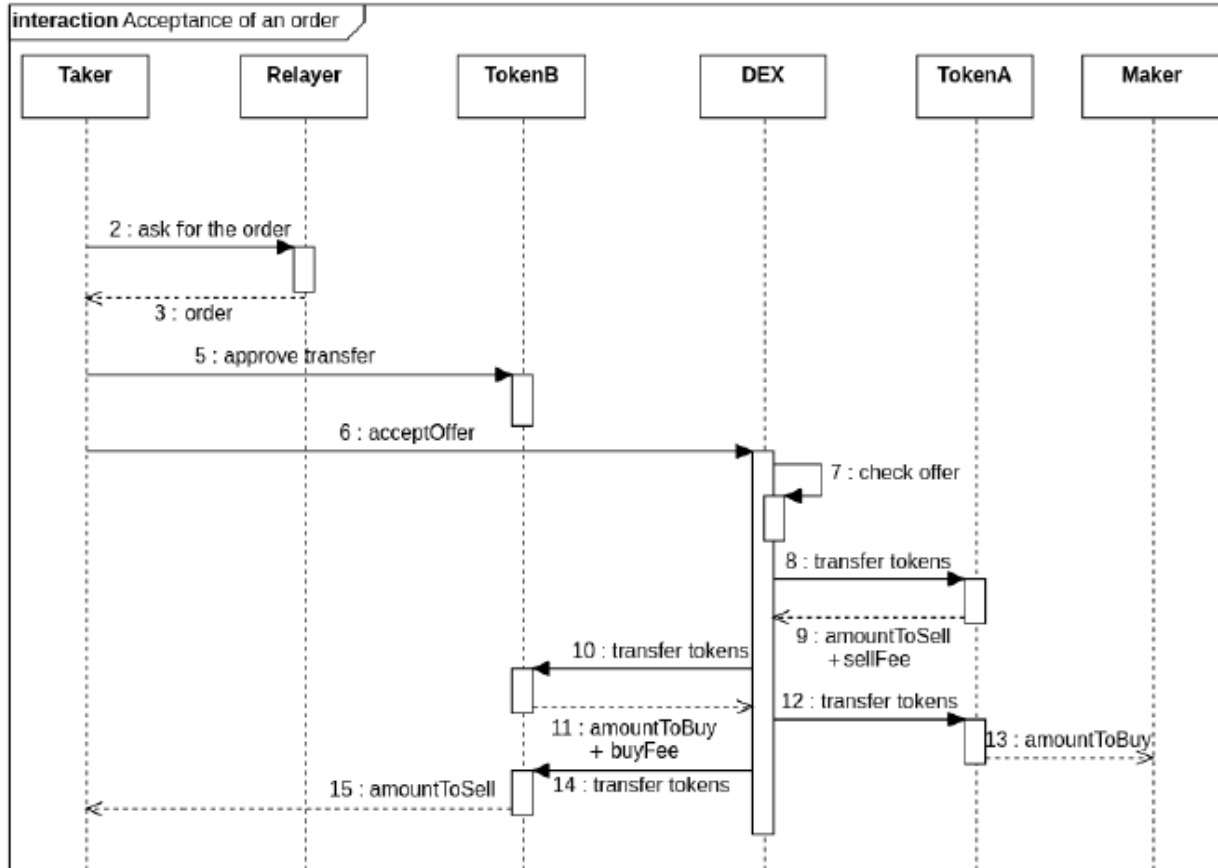 interaction Acceptance of an order
Taker
Relayer
TokenB
DEX
TokenA
Maker
2 : ask for the order
3 : order
5 : approve transfer
6 : acceptOffer
7 : check offer
8 : transfer tokens
9 : amountToSell
+sellFee
10 : transfer tokens
11 : amountToBuy
+ buyFee
12 : transfer tokens
13 : amountToBuy
14 : transfer tokens
15 : amountToSell